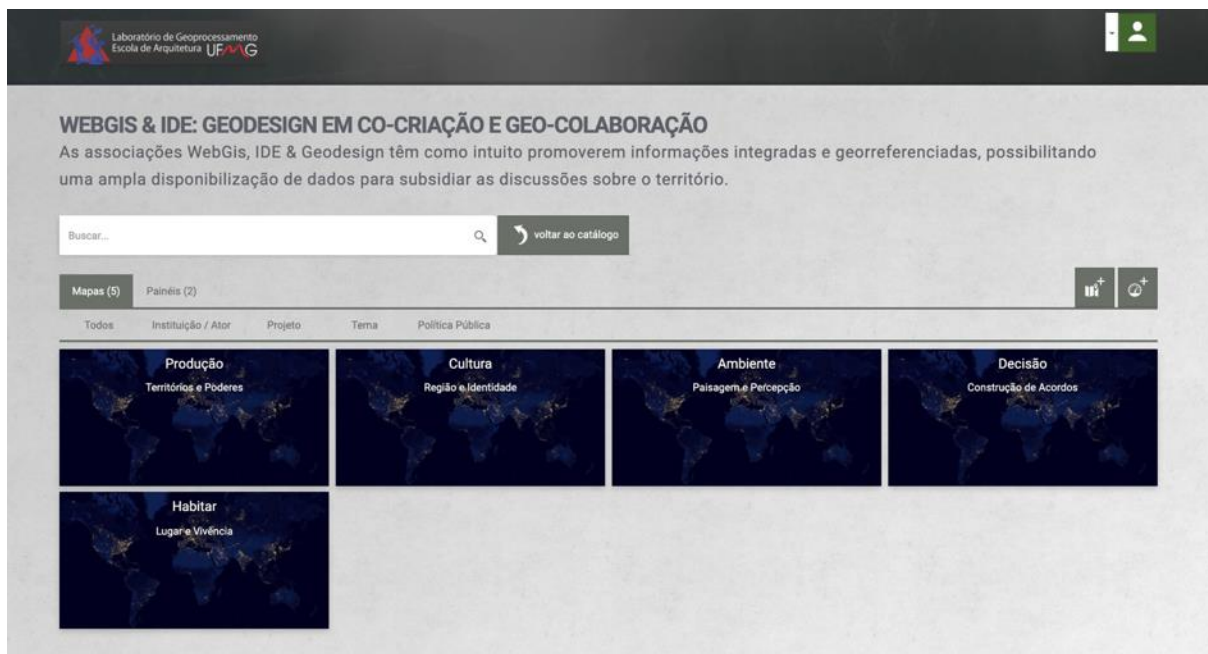 Laboratório de Geoprocessamento
Escola de Arquitetura UFMG
WEBGIS & IDE: GEODESIGN EM CO-CRIAÇÃO E GEO-COLABORAÇÃO
As associações WebGis, IDE & Geodesign têm como intuito promoverem informações integradas e georreferenciadas, possibilitando
uma ampla disponibilização de dados para subsidiar as discussões sobre o território.
Buscar...
voltar ao catálogo
Mapas (5) Painéis (2)
Todos Instituição / Ator Projeto Tema Política Pública
Produção
Territórios e Poderes
Cultura
Região e Identidade
Ambiente
Paisagem e Percepção
Decisão
Construção de Acordos
Habitar
Lugar e Vivência